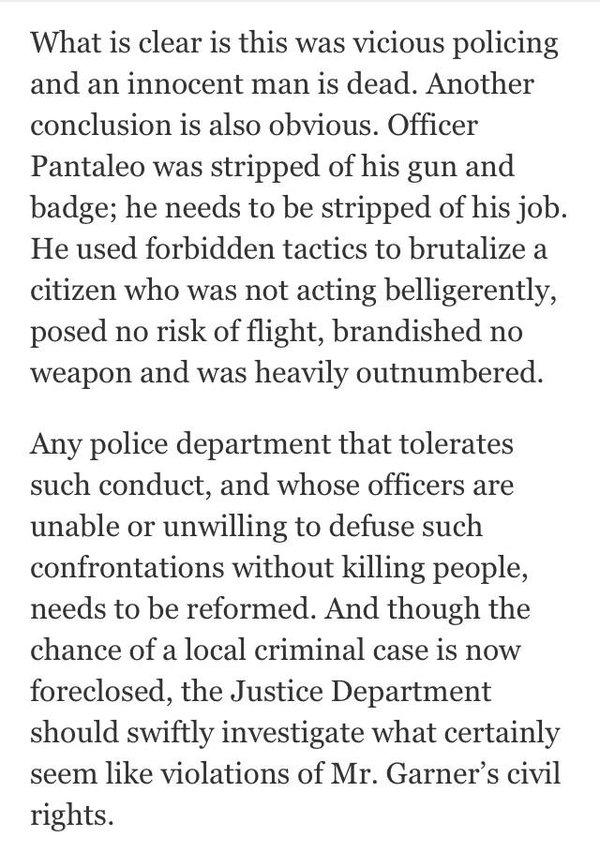 What is clear is this was vicious policing
and an innocent man is dead. Another
conclusion is also obvious. Officer
Pantaleo was stripped of his gun and
badge; he needs to be stripped of his job.
He used forbidden tactics to brutalize a
citizen who was not acting belligerently,
posed no risk of flight, brandished no
weapon and was heavily outnumbered.
Any police department that tolerates
such conduct, and whose officers are
unable or unwilling to defuse such
confrontations without killing people,
needs to be reformed. And though the
chance of a local criminal case is now
foreclosed, the Justice Department
should swiftly investigate what certainly
seem like violations of Mr. Garner’s civil
rights.